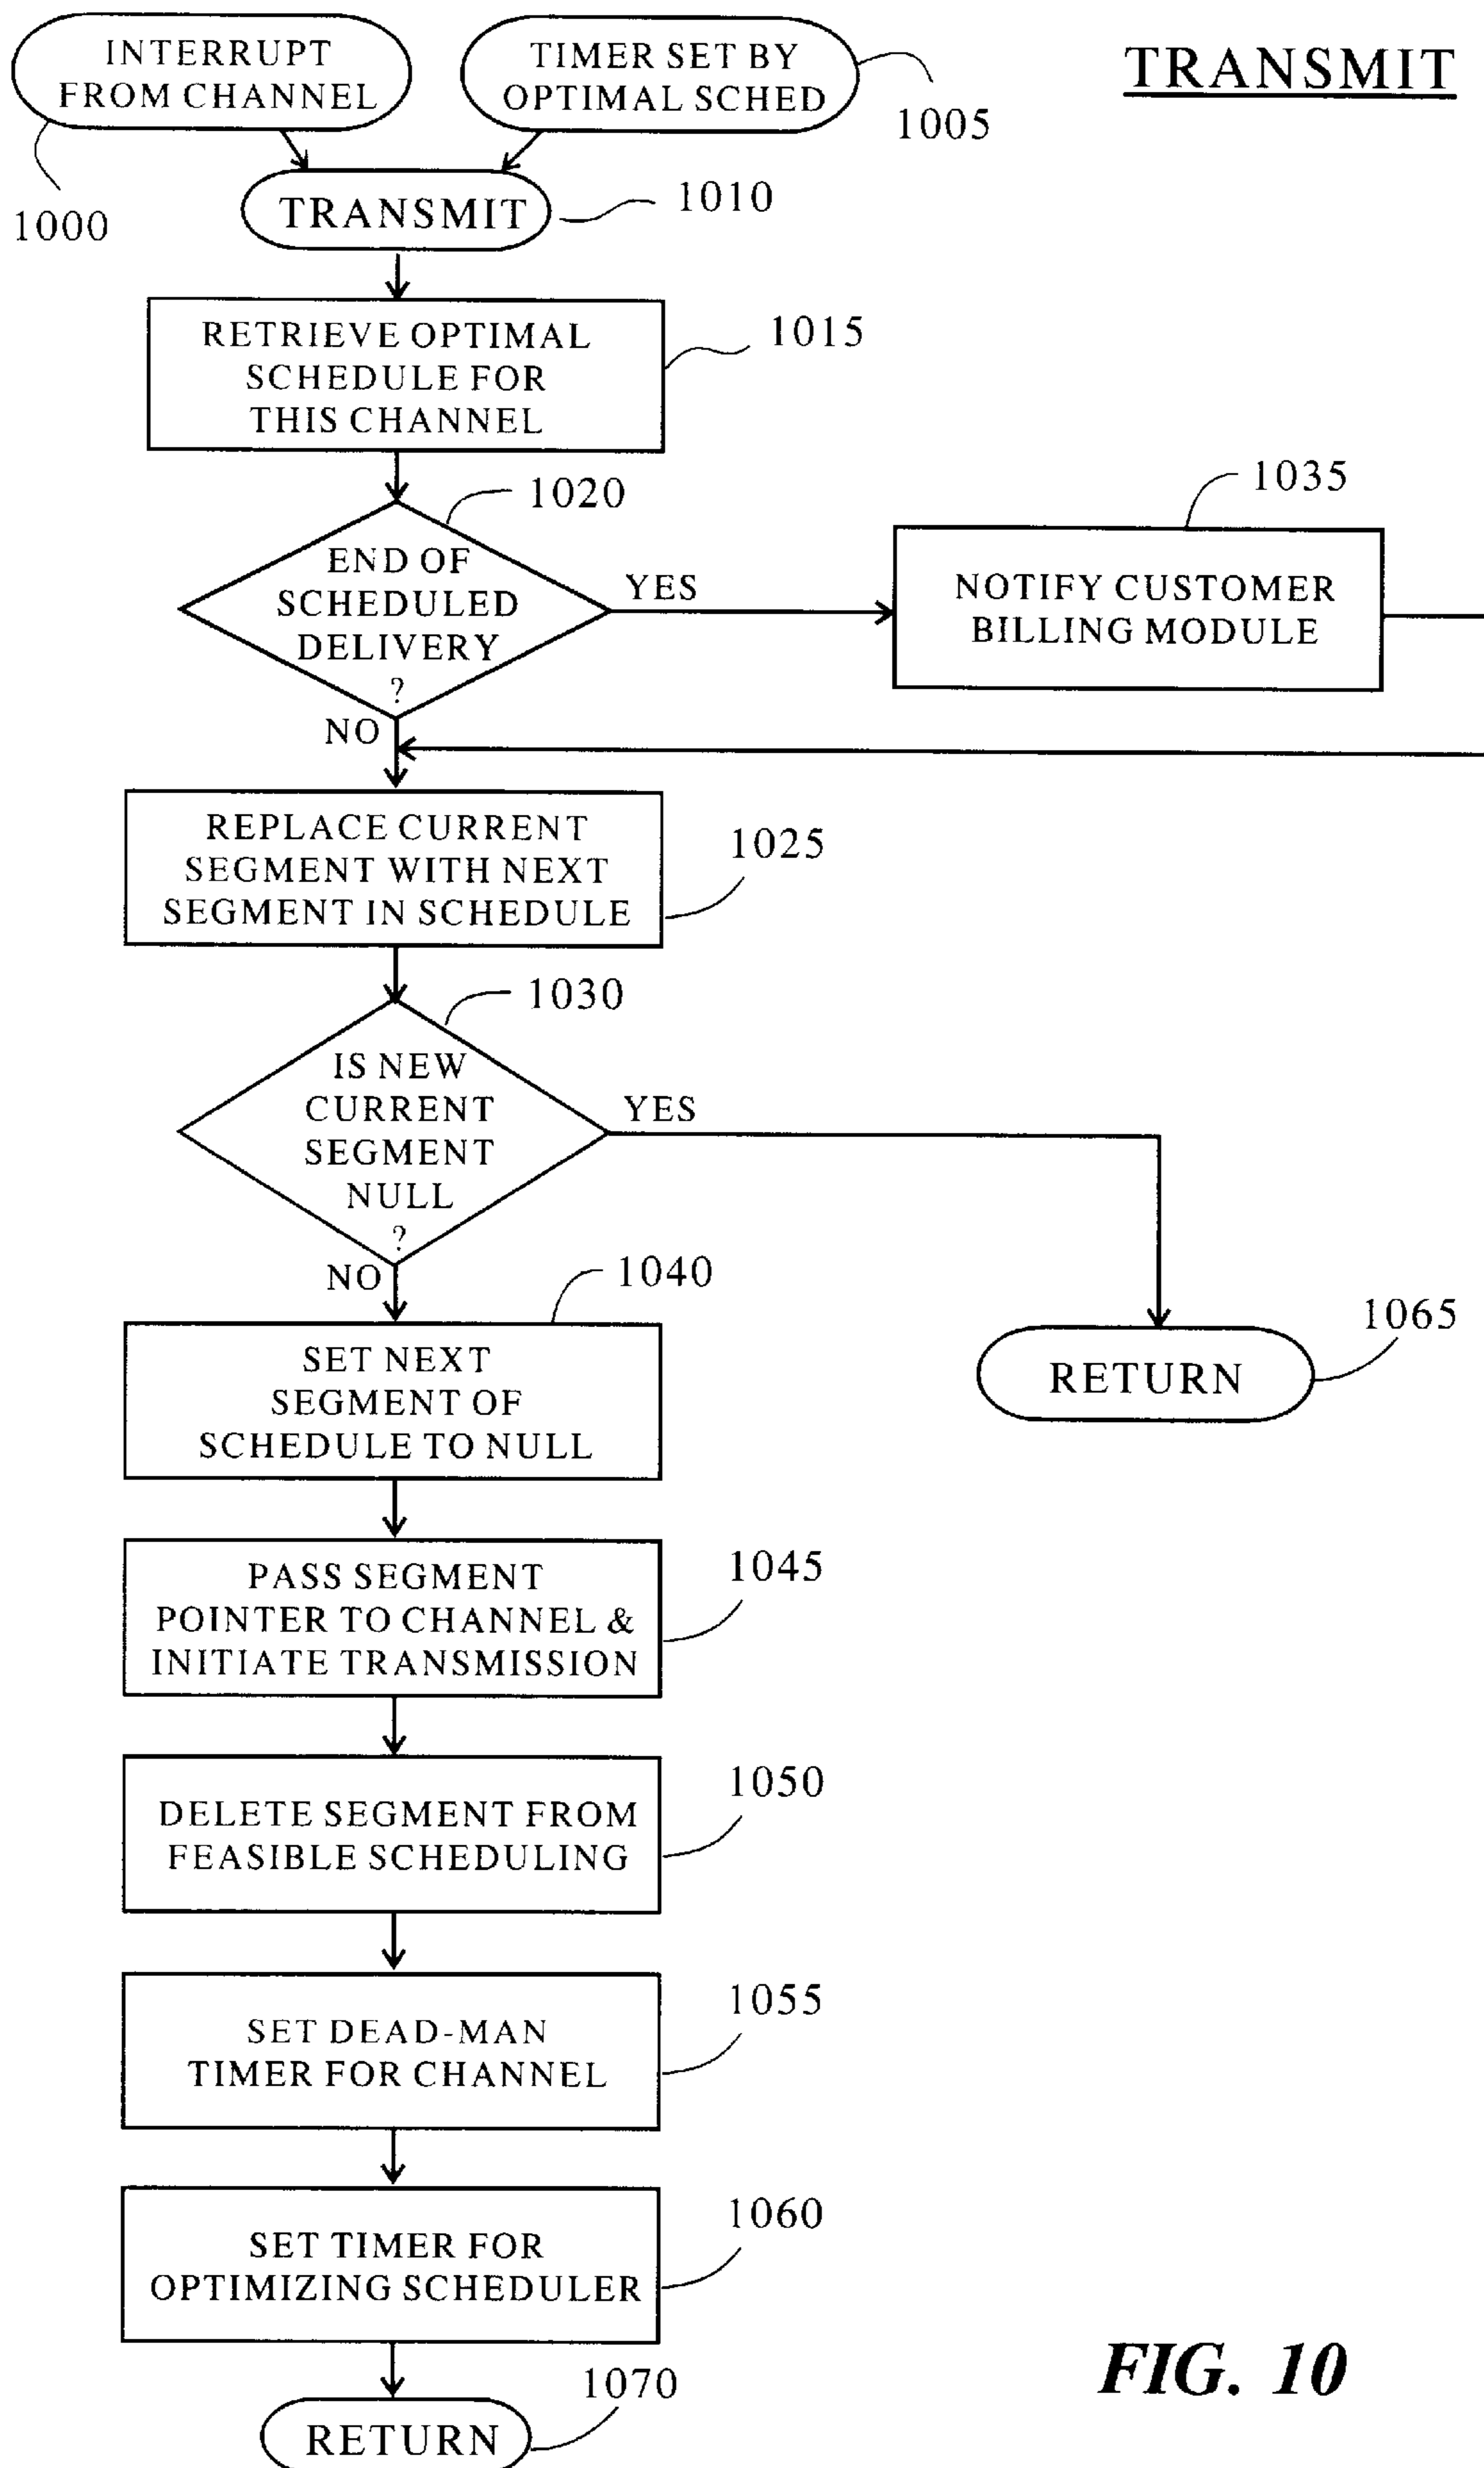 INTERRUPT
FROM CHANNEL
TIMER SET BY
OPTIMAL SCHED
TRANSMIT
1005
1000
TRANSMIT
1010
RETRIEVE OPTIMAL
SCHEDULE FOR
THIS CHANNEL
1015
1020
END OF
SCHEDULED
DELIVERY
?
YES
NO
1035
NOTIFY CUSTOMER
BILLING MODULE
REPLACE CURRENT
SEGMENT WITH NEXT
SEGMENT IN SCHEDULE
1025
1030
IS NEW
CURRENT
SEGMENT
NULL
?
YES
NO
1040
SET NEXT
SEGMENT OF
SCHEDULE TO NULL
1065
RETURN
PASS SEGMENT
POINTER TO CHANNEL &
INITIATE TRANSMISSION
1045
DELETE SEGMENT FROM
FEASIBLE SCHEDULING
1050
SET DEAD-MAN
TIMER FOR CHANNEL
1055
SET TIMER FOR
OPTIMIZING SCHEDULER
1060
1070
RETURN
FIG. 10